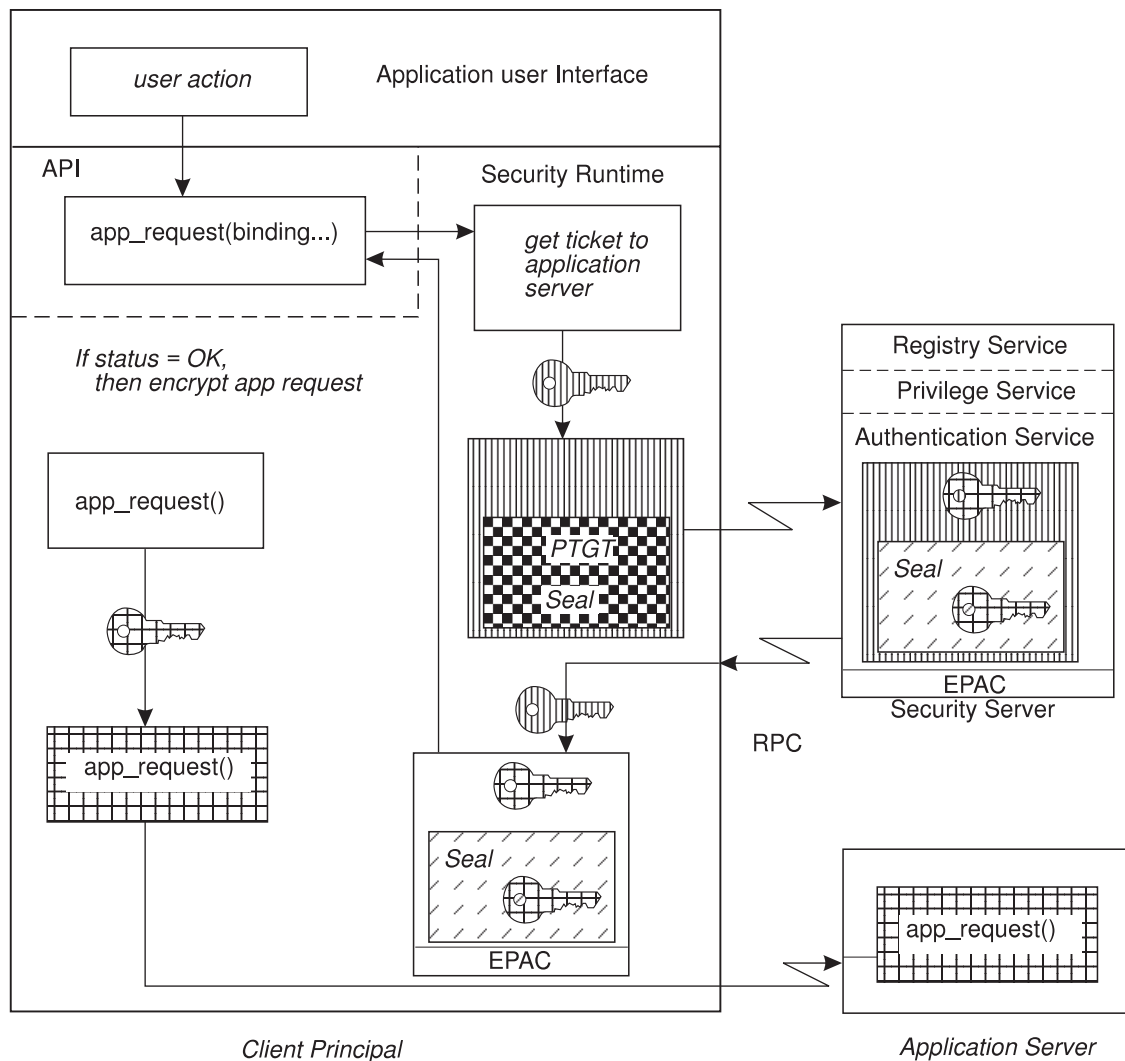 user action
Application user Interface
API
Security Runtime
app_request(binding...)
get ticket to
application
server
If status = OK,
then encrypt app request
Registry Service
Privilege Service
Authentication Service
app_request()
PTGT
Seal
Seal
EPAC
Security Server
RPC
app_request()
Seal
EPAC
app_request()
Client Principal
Application Server